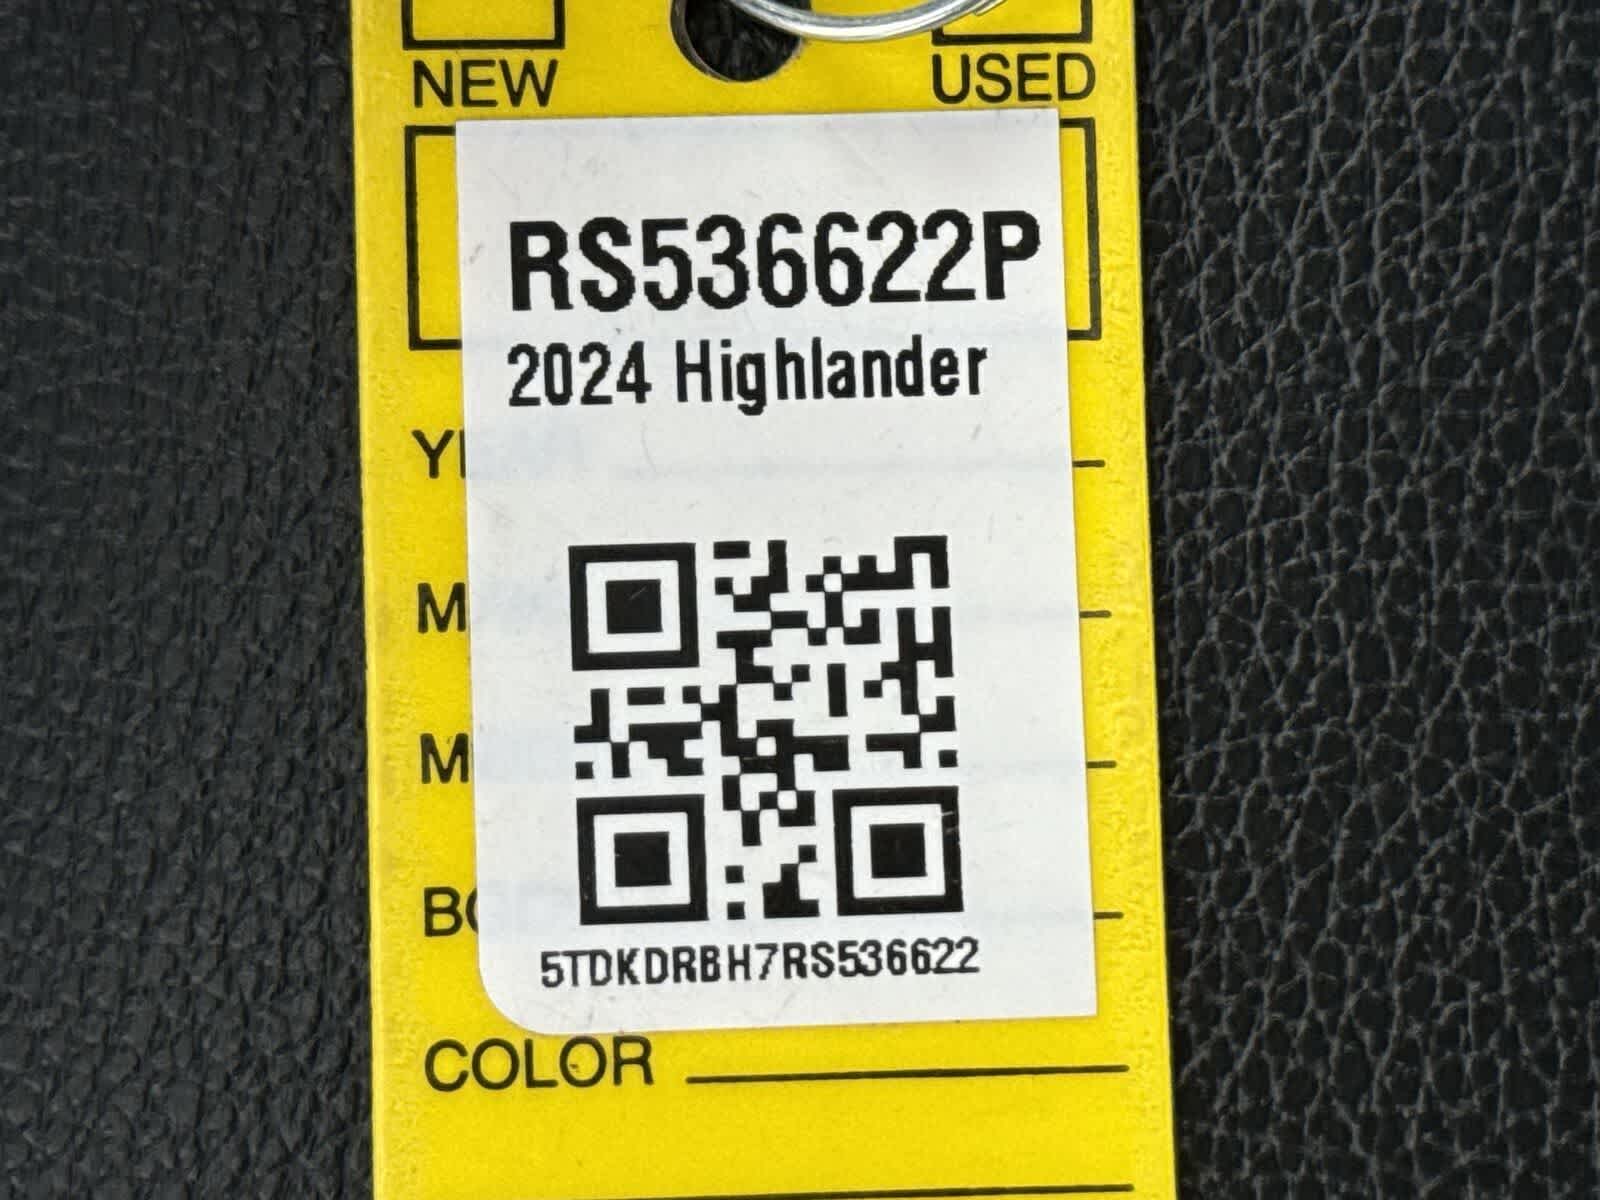 NEW USED
RS536622P
2024 Highlander
5TDKDRBH7RS536622
COLOR